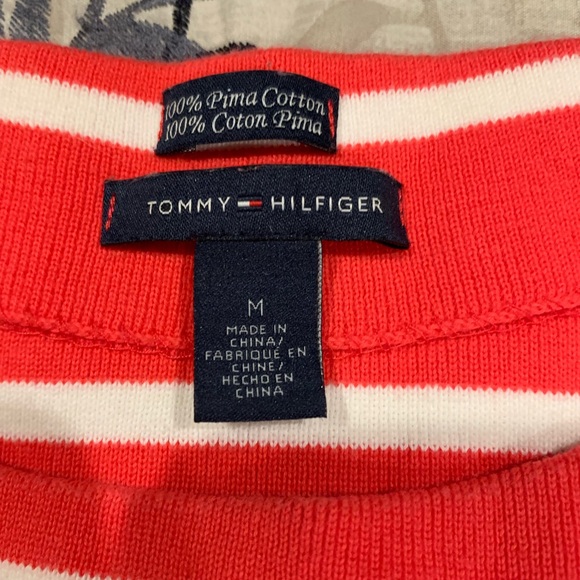 100% Pima Cotton
100% Coton Pima
TOMMY HILFIGER
M
MADE IN
CHINA/
FABRIQUÉ EN
CHINE/
HECHO EN
CHINA